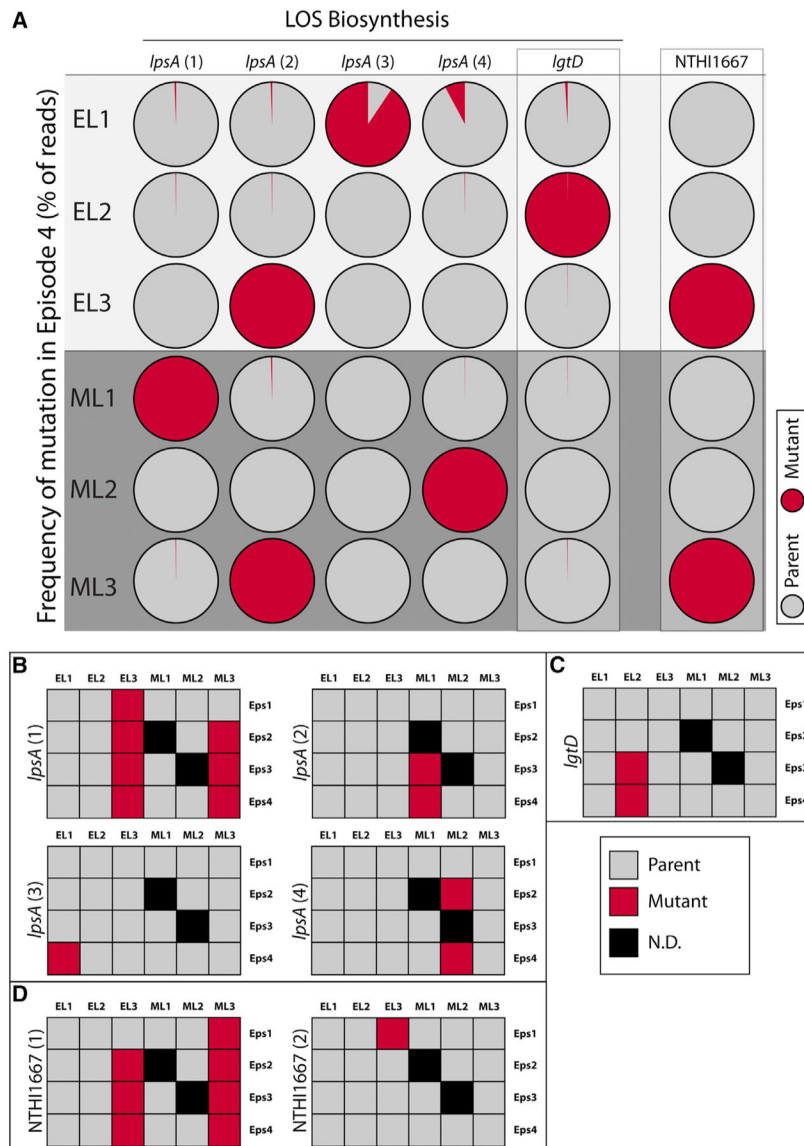 A
LOS Biosynthesis
lpsA (1) lpsA (2) lpsA (3) lpsA (4) lgtD NTHI1667
Frequency of mutation in Episode 4 (% of reads)
EL1
EL2
EL3
ML1
ML2
ML3
Parent Mutant
B
EL1 EL2 EL3 ML1 ML2 ML3
lpsA (1)
Eps1
Eps2
Eps3
Eps4
EL1 EL2 EL3 ML1 ML2 ML3
lpsA (2)
Eps1
Eps2
Eps3
Eps4
EL1 EL2 EL3 ML1 ML2 ML3
lpsA (3)
Eps1
Eps2
Eps3
Eps4
EL1 EL2 EL3 ML1 ML2 ML3
lpsA (4)
Eps1
Eps2
Eps3
Eps4
C
EL1 EL2 EL3 ML1 ML2 ML3
lgtD
Eps1
Eps2
Eps3
Eps4
Parent
Mutant
N.D.
D
EL1 EL2 EL3 ML1 ML2 ML3
NTHI1667 (1)
Eps1
Eps2
Eps3
Eps4
EL1 EL2 EL3 ML1 ML2 ML3
NTHI1667 (2)
Eps1
Eps2
Eps3
Eps4